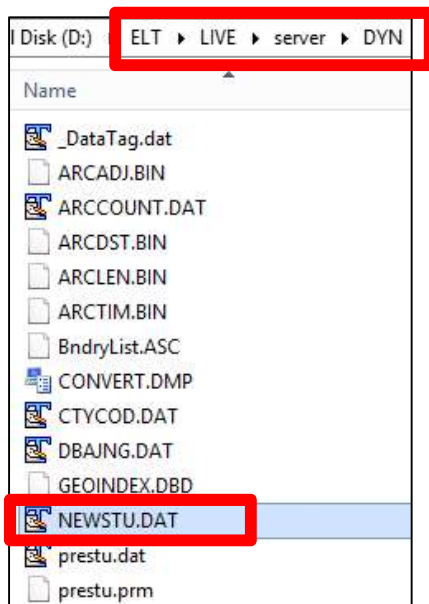 l Disk (D:) ELT ▸ LIVE ▸ server ▸ DYN
Name
_DataTag.dat
ARCADJ.BIN
ARCCOUNT.DAT
ARCDST.BIN
ARCLEN.BIN
ARCTIM.BIN
BndryList.ASC
CONVERT.DMP
CTYCOD.DAT
DBAJNG.DAT
GEOINDEX.DBD
NEWSTU.DAT
prestu.dat
prestu.prm